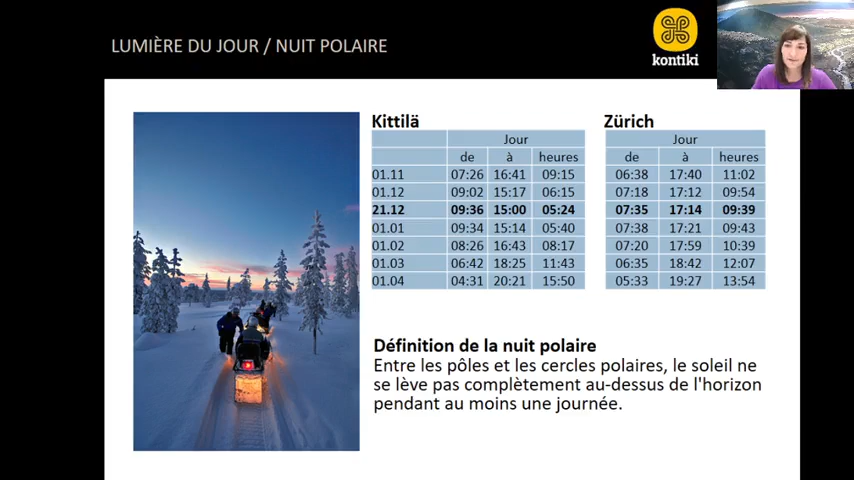 LUMIÈRE DU JOUR / NUIT POLAIRE
kontiki
Kittilä
Jour
de à heures
01.11 07:26 16:41 09:15
01.12 09:02 15:17 06:15
21.12 09:36 15:00 05:24
01.01 09:34 15:14 05:40
01.02 08:26 16:43 08:17
01.03 06:42 18:25 11:43
01.04 04:31 20:21 15:50
Zürich
Jour
de à heures
06:38 17:40 11:02
07:18 17:12 09:54
07:35 17:14 09:39
07:38 17:21 09:43
07:20 17:59 10:39
06:35 18:42 12:07
05:33 19:27 13:54
Définition de la nuit polaire
Entre les pôles et les cercles polaires, le soleil ne
se lève pas complètement au-dessus de l'horizon
pendant au moins une journée.